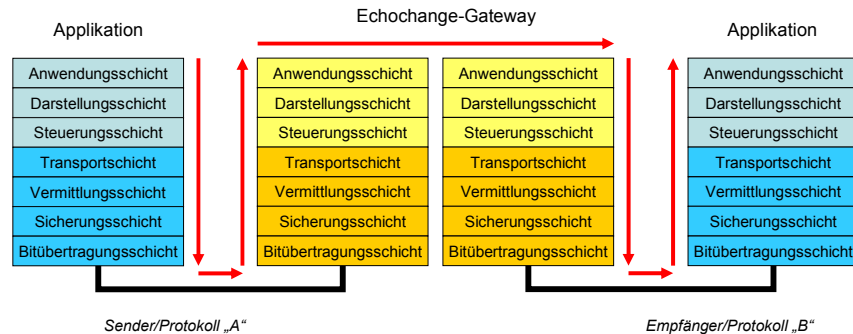 Echochange-Gateway
Applikation
Applikation
Anwendungsschicht
Darstellungsschicht
Steuerungsschicht
Transportschicht
Vermittlungsschicht
Sicherungsschicht
Bitübertragungsschicht
Anwendungsschicht
Darstellungsschicht
Steuerungsschicht
Transportschicht
Vermittlungsschicht
Sicherungsschicht
Bitübertragungsschicht
Anwendungsschicht
Darstellungsschicht
Steuerungsschicht
Transportschicht
Vermittlungsschicht
Sicherungsschicht
Bitübertragungsschicht
Anwendungsschicht
Darstellungsschicht
Steuerungsschicht
Transportschicht
Vermittlungsschicht
Sicherungsschicht
Bitübertragungsschicht
Sender/Protokoll „A“
Empfänger/Protokoll „B“